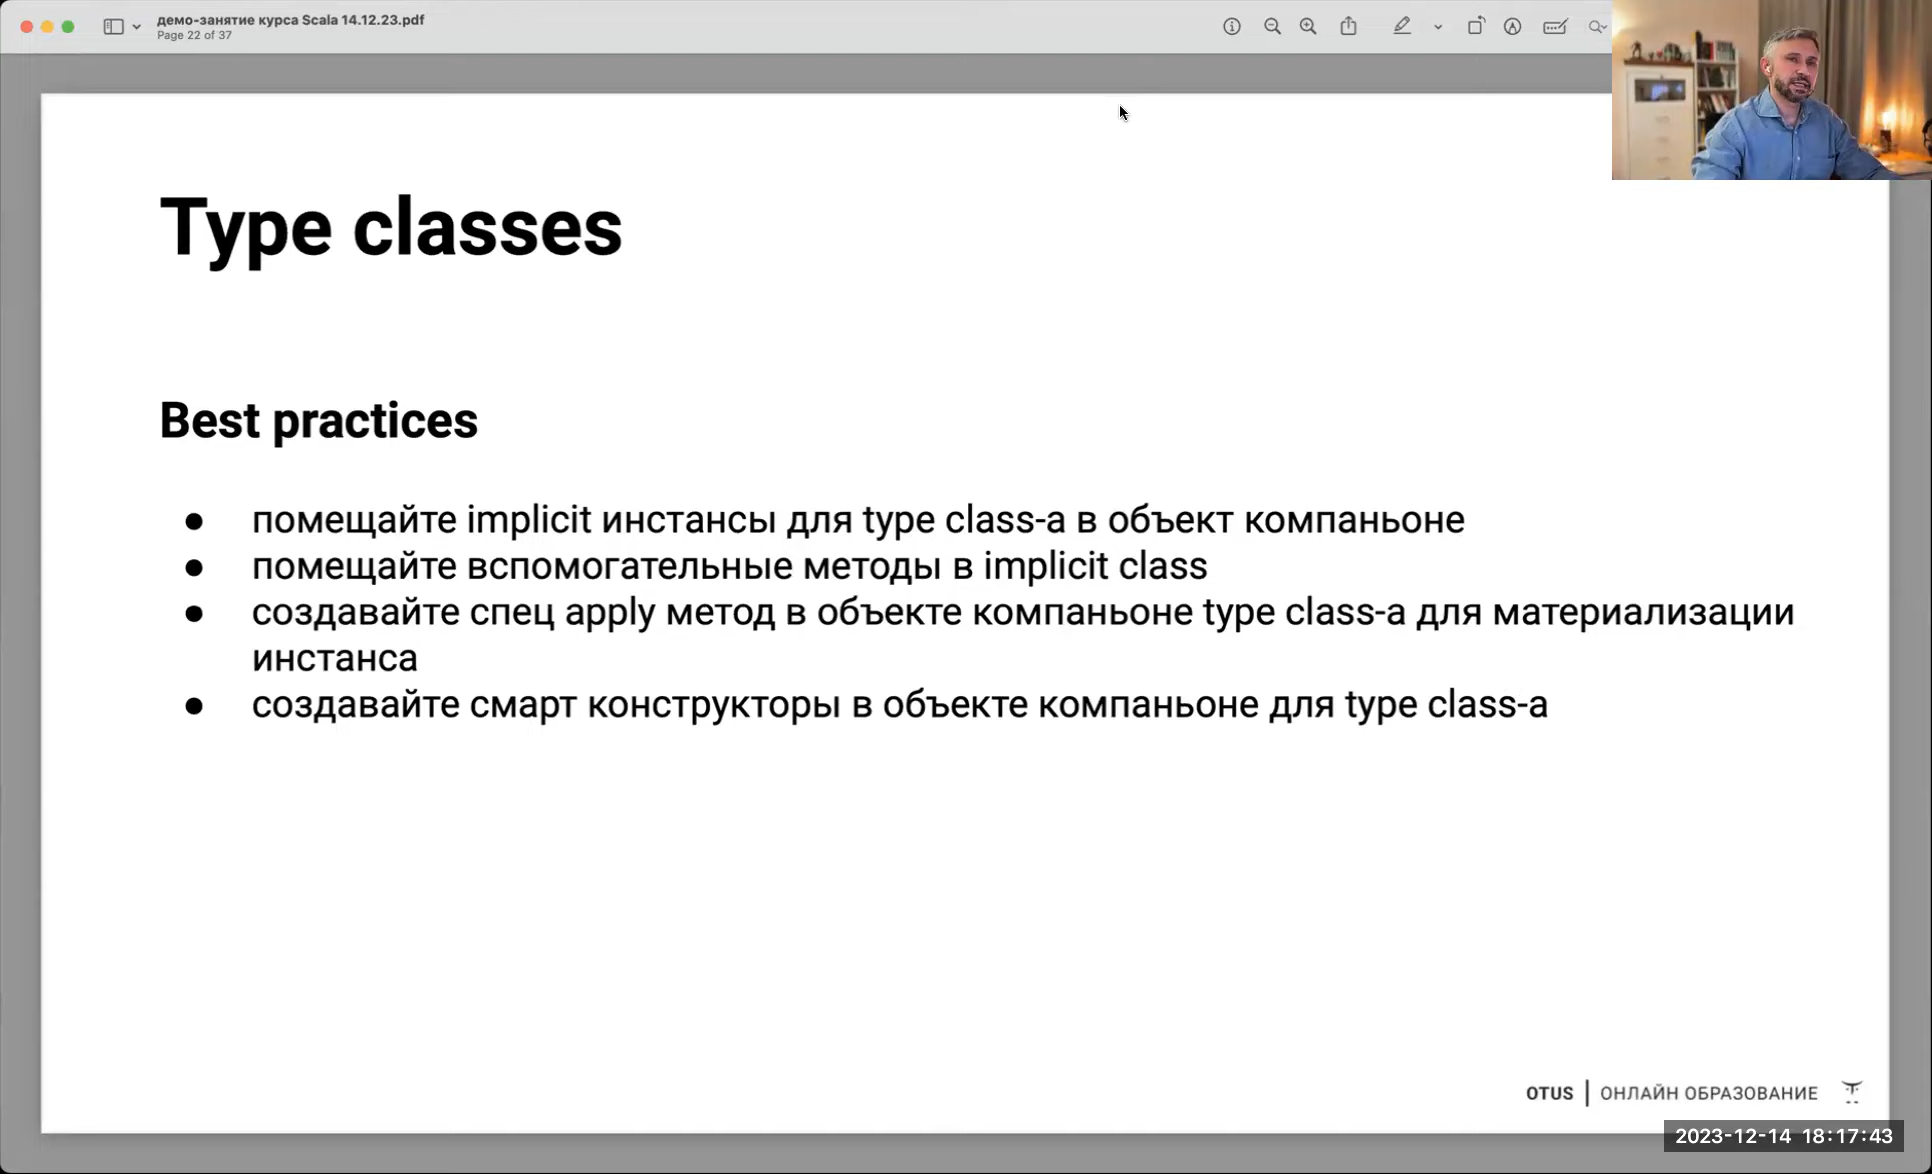 демо-занятие курса Scala 14.12.23.pdf
Page 22 of 37
Type classes
Best practices
● помещайте implicit инстансы для type class-а в объект компаньоне
● помещайте вспомогательные методы в implicit class
● создавайте спец apply метод в объекте компаньоне type class-а для материализации
инстанса
● создавайте смарт конструкторы в объекте компаньоне для type class-а
OTUS | ОНЛАЙН ОБРАЗОВАНИЕ
2023-12-14 18:17:43